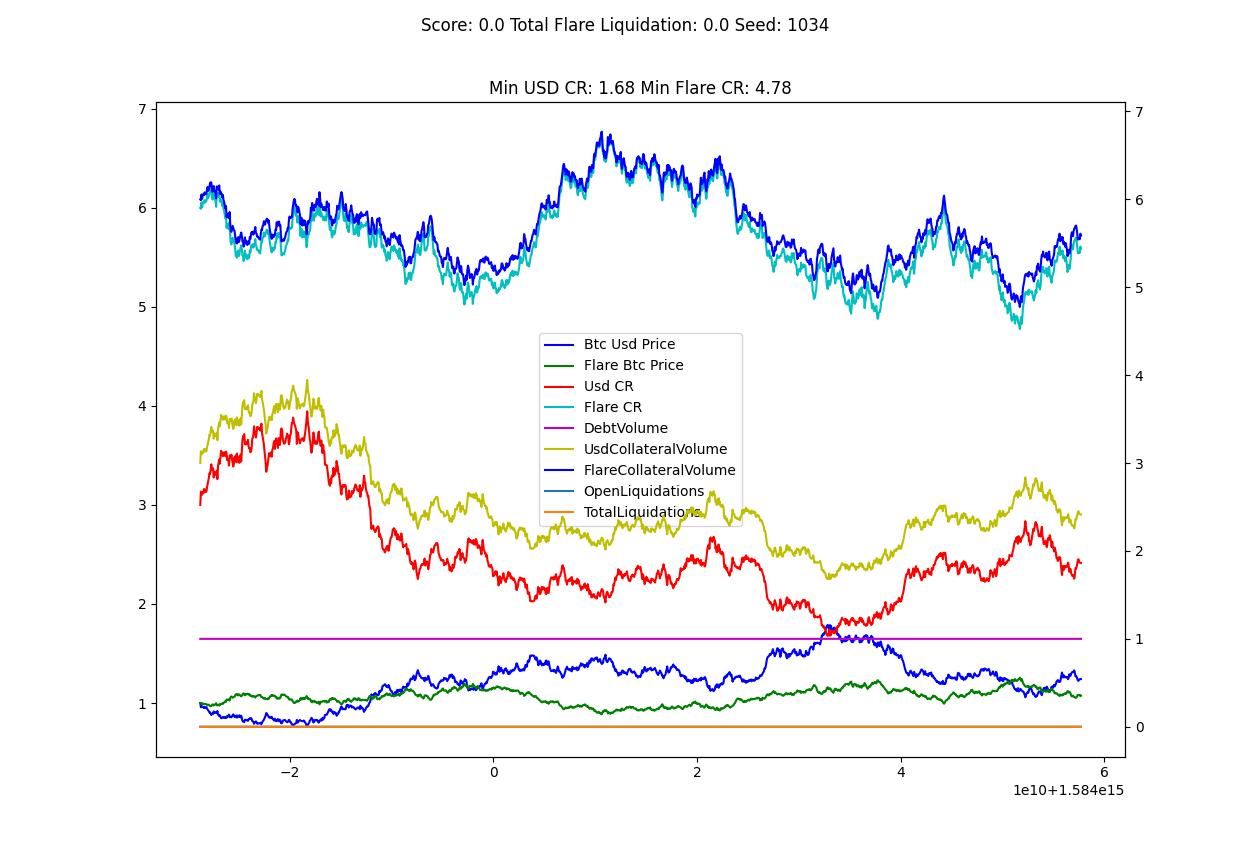 Score: 0.0 Total Flare Liquidation: 0.0 Seed: 1034
Min USD CR: 1.68 Min Flare CR: 4.78
7
6
5
4
3
2
1
7
6
5
4
3
2
1
0
Btc Usd Price
Flare Btc Price
Usd CR
Flare CR
DebtVolume
UsdCollateralVolume
FlareCollateralVolume
OpenLiquidations
TotalLiquidations
−2 0 2 4 6
1e10+1.584e15